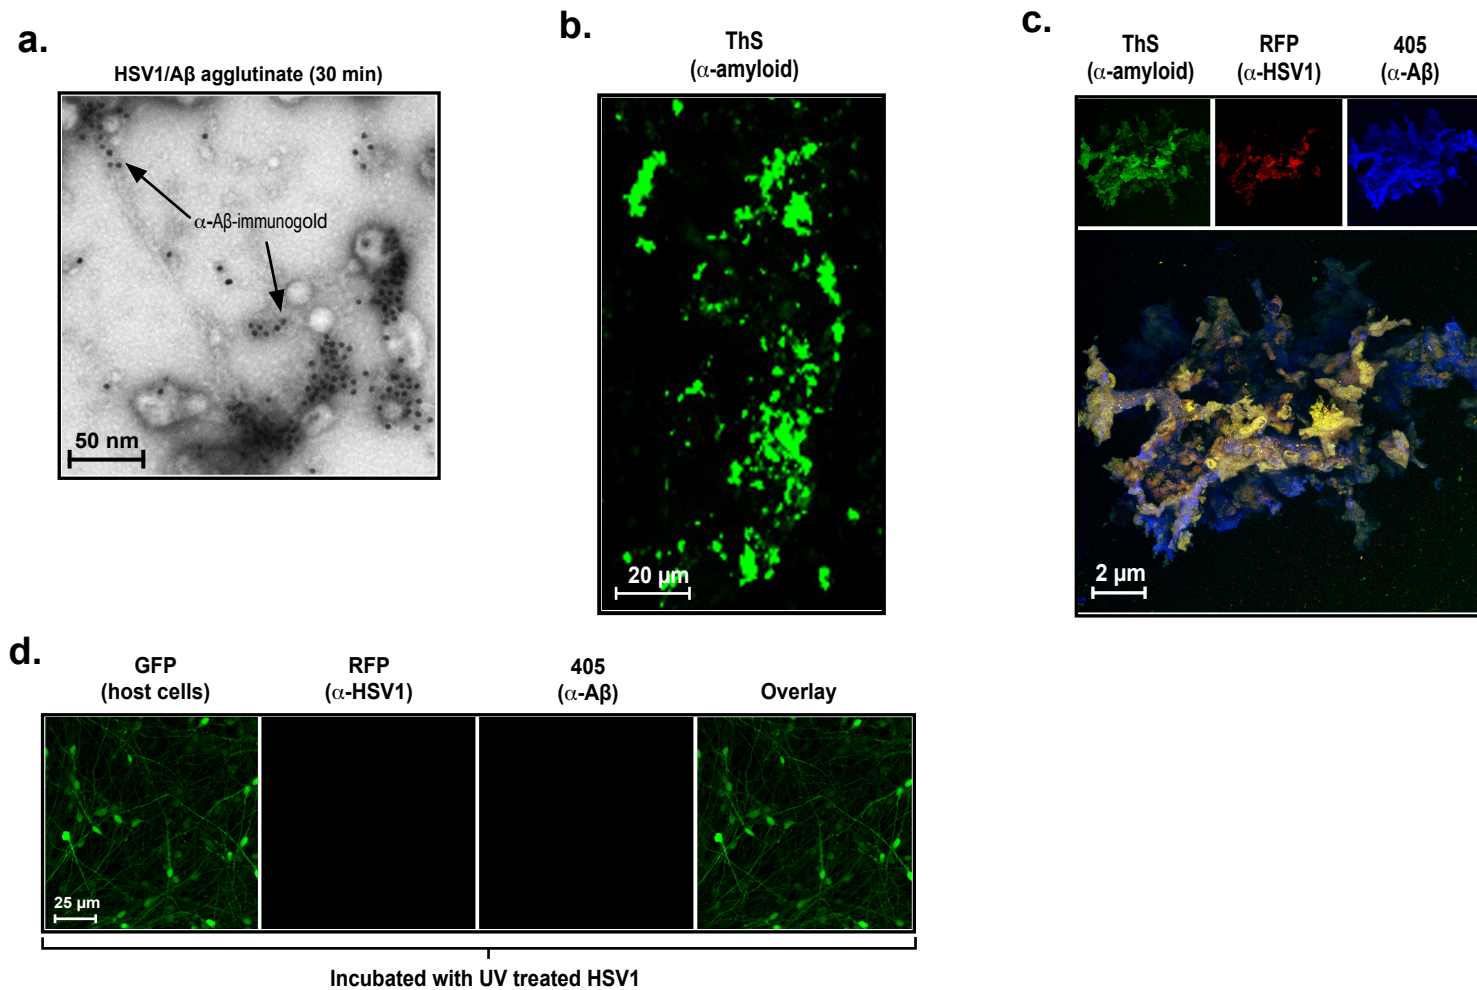 a.
HSV1/Aβ agglutinate (30 min)
α-Aβ-immunogold
50 nm
b.
ThS
(α-amyloid)
20 µm
c.
ThS
(α-amyloid)
RFP
(α-HSV1)
405
(α-Aβ)
2 µm
d.
GFP
(host cells)
RFP
(α-HSV1)
405
(α-Aβ)
Overlay
25 µm
Incubated with UV treated HSV1